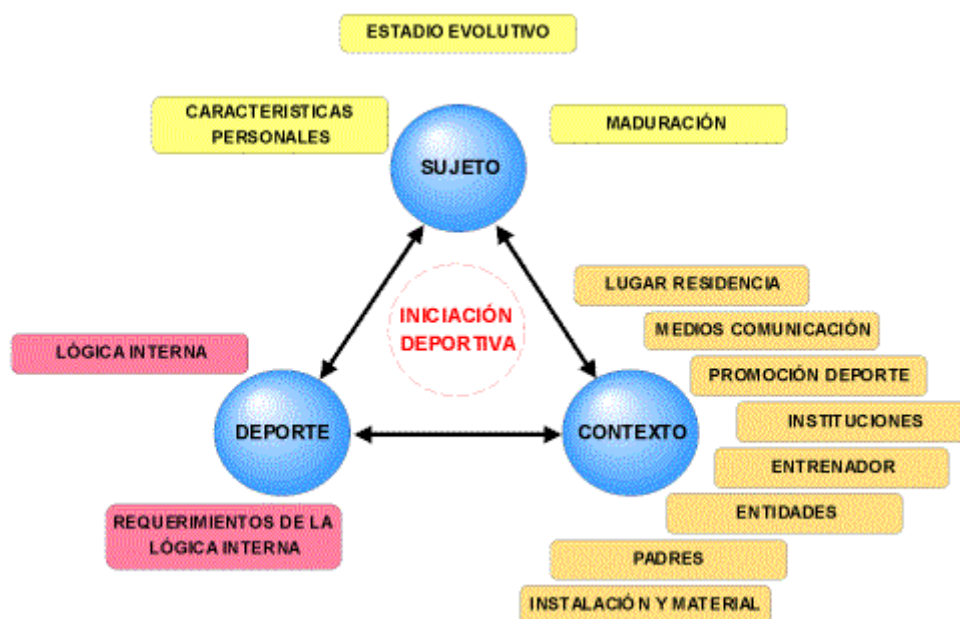 ESTADIO EVOLUTIVO
CARACTERISTICAS
PERSONALES
MADURACIÓN
SUJETO
LUGAR RESIDENCIA
INICIACIÓN
DEPORTIVA
MEDIOS COMUNICACIÓN
LÓGICA INTERNA
PROMOCIÓN DEPORTE
INSTITUCIONES
DEPORTE
CONTEXTO
ENTRENADOR
ENTIDADES
REQUERIMIENTOS DE LA
LÓGICA INTERNA
PADRES
INSTALACIÓN Y MATERIAL